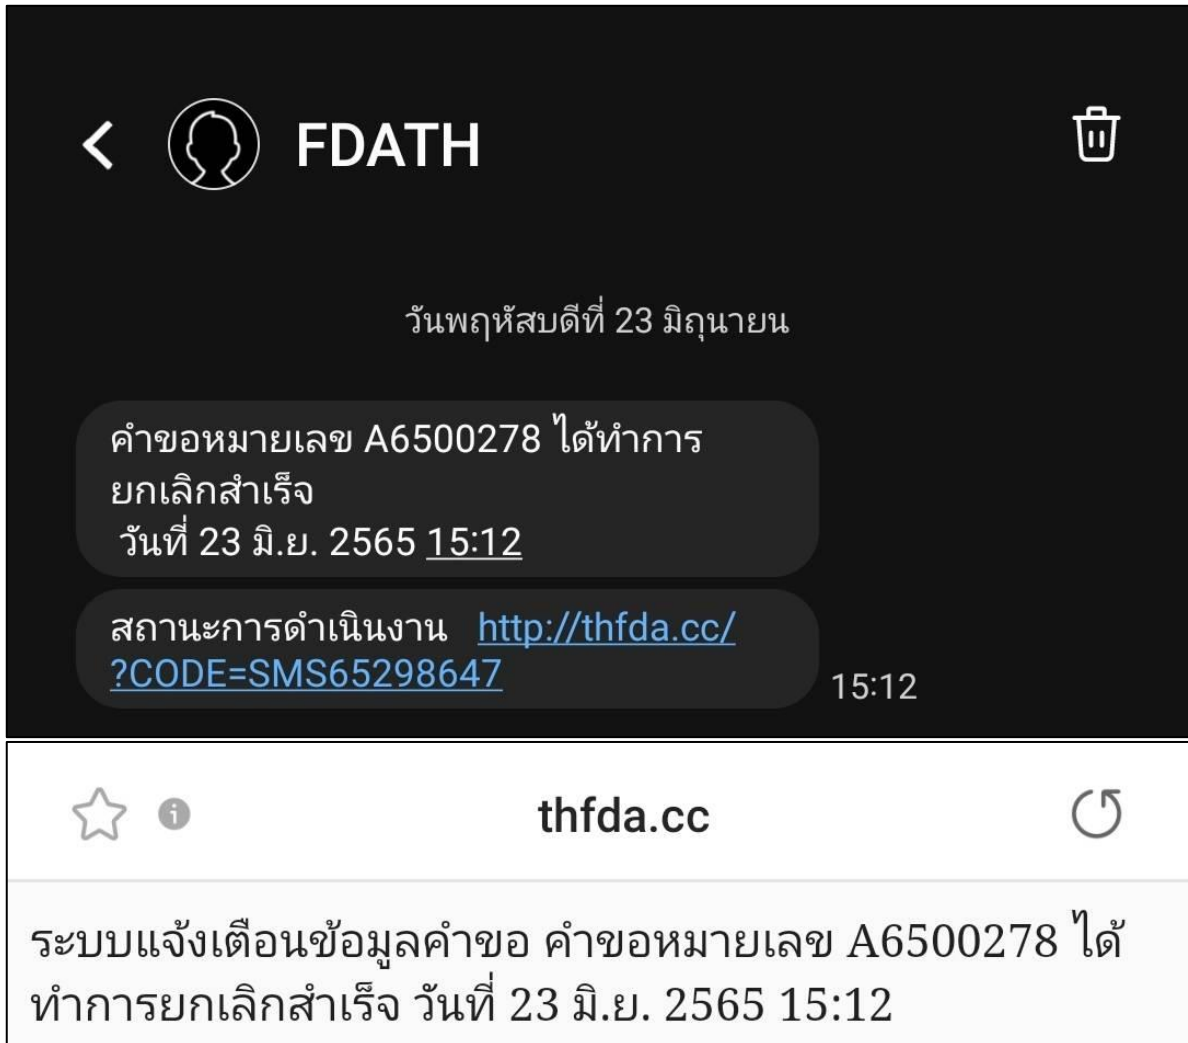 FDATH
วันพฤหัสบดีที่ 23 มิถุนายน
คำขอหมายเลข A6500278 ได้ทำการ
ยกเลิกสำเร็จ
วันที่ 23 มิ.ย. 2565 15:12
สถานะการดำเนินงาน http://thfda.cc/
?CODE=SMS65298647
15:12
thfda.cc
ระบบแจ้งเตือนข้อมูลคำขอ คำขอหมายเลข A6500278 ได้
ทำการยกเลิกสำเร็จ วันที่ 23 มิ.ย. 2565 15:12